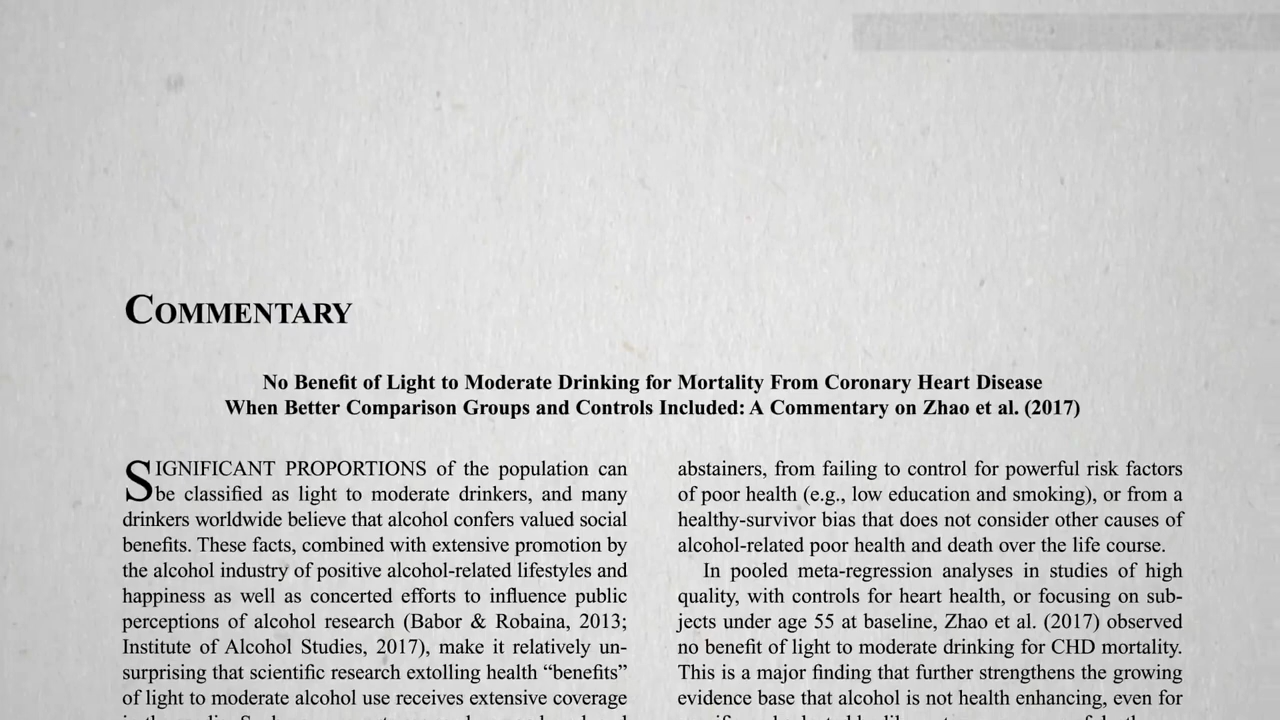 COMMENTARY
No Benefit of Light to Moderate Drinking for Mortality From Coronary Heart Disease
When Better Comparison Groups and Controls Included: A Commentary on Zhao et al. (2017)
SIGNIFICANT PROPORTIONS of the population can
be classified as light to moderate drinkers, and many
drinkers worldwide believe that alcohol confers valued social
benefits. These facts, combined with extensive promotion by
the alcohol industry of positive alcohol-related lifestyles and
happiness as well as concerted efforts to influence public
perceptions of alcohol research (Babor & Robaina, 2013;
Institute of Alcohol Studies, 2017), make it relatively un-
surprising that scientific research extolling health “benefits”
of light to moderate alcohol use receives extensive coverage
abstainers, from failing to control for powerful risk factors
of poor health (e.g., low education and smoking), or from a
healthy-survivor bias that does not consider other causes of
alcohol-related poor health and death over the life course.
In pooled meta-regression analyses in studies of high
quality, with controls for heart health, or focusing on sub-
jects under age 55 at baseline, Zhao et al. (2017) observed
no benefit of light to moderate drinking for CHD mortality.
This is a major finding that further strengthens the growing
evidence base that alcohol is not health enhancing, even for